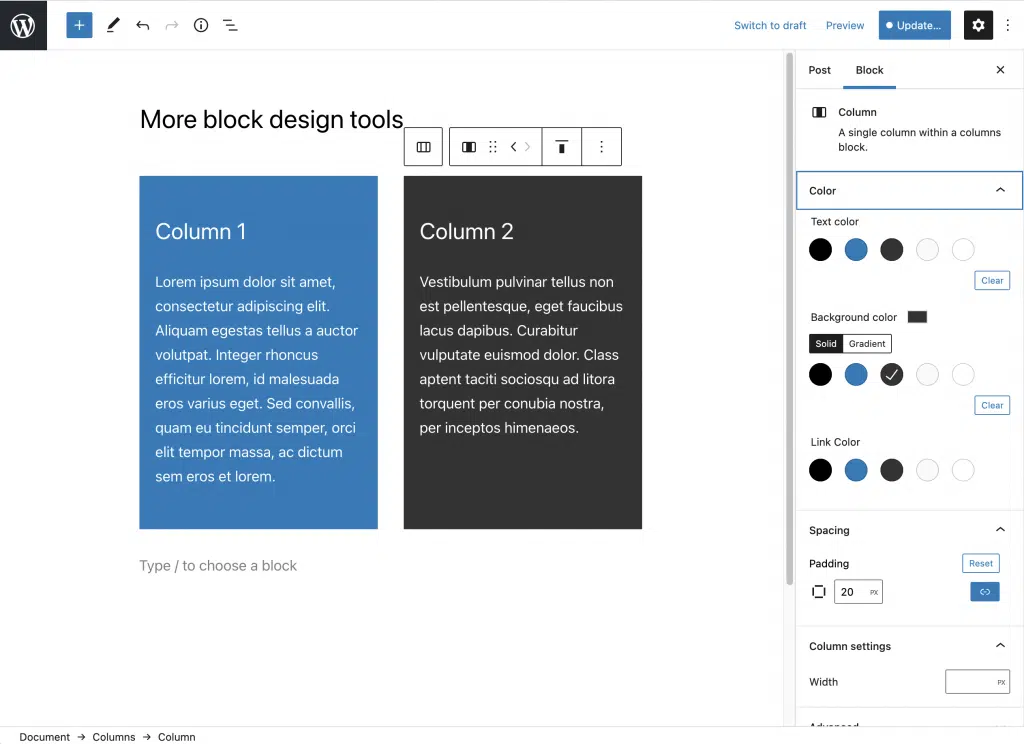 Switch to draft Preview Update...
Post Block
Column
A single column within a columns
block.
Color
Text color
Clear
Background color
Solid Gradient
Clear
Link Color
Spacing
Padding Reset
20 PX
Column settings
Width PX
Advanced
More block design tools
Column 1
Lorem ipsum dolor sit amet,
consectetur adipiscing elit.
Aliquam egestas tellus a auctor
volutpat. Integer rhoncus
efficitur lorem, id malesuada
eros varius eget. Sed convallis,
quam eu tincidunt semper, orci
elit tempor massa, ac dictum
sem eros et lorem.
Column 2
Vestibulum pulvinar tellus non
est pellentesque, eget faucibus
lacus dapibus. Curabitur
vulputate euismod dolor. Class
aptent taciti sociosqu ad litora
torquent per conubia nostra,
per inceptos himenaeos.
Type / to choose a block
Document → Columns → Column